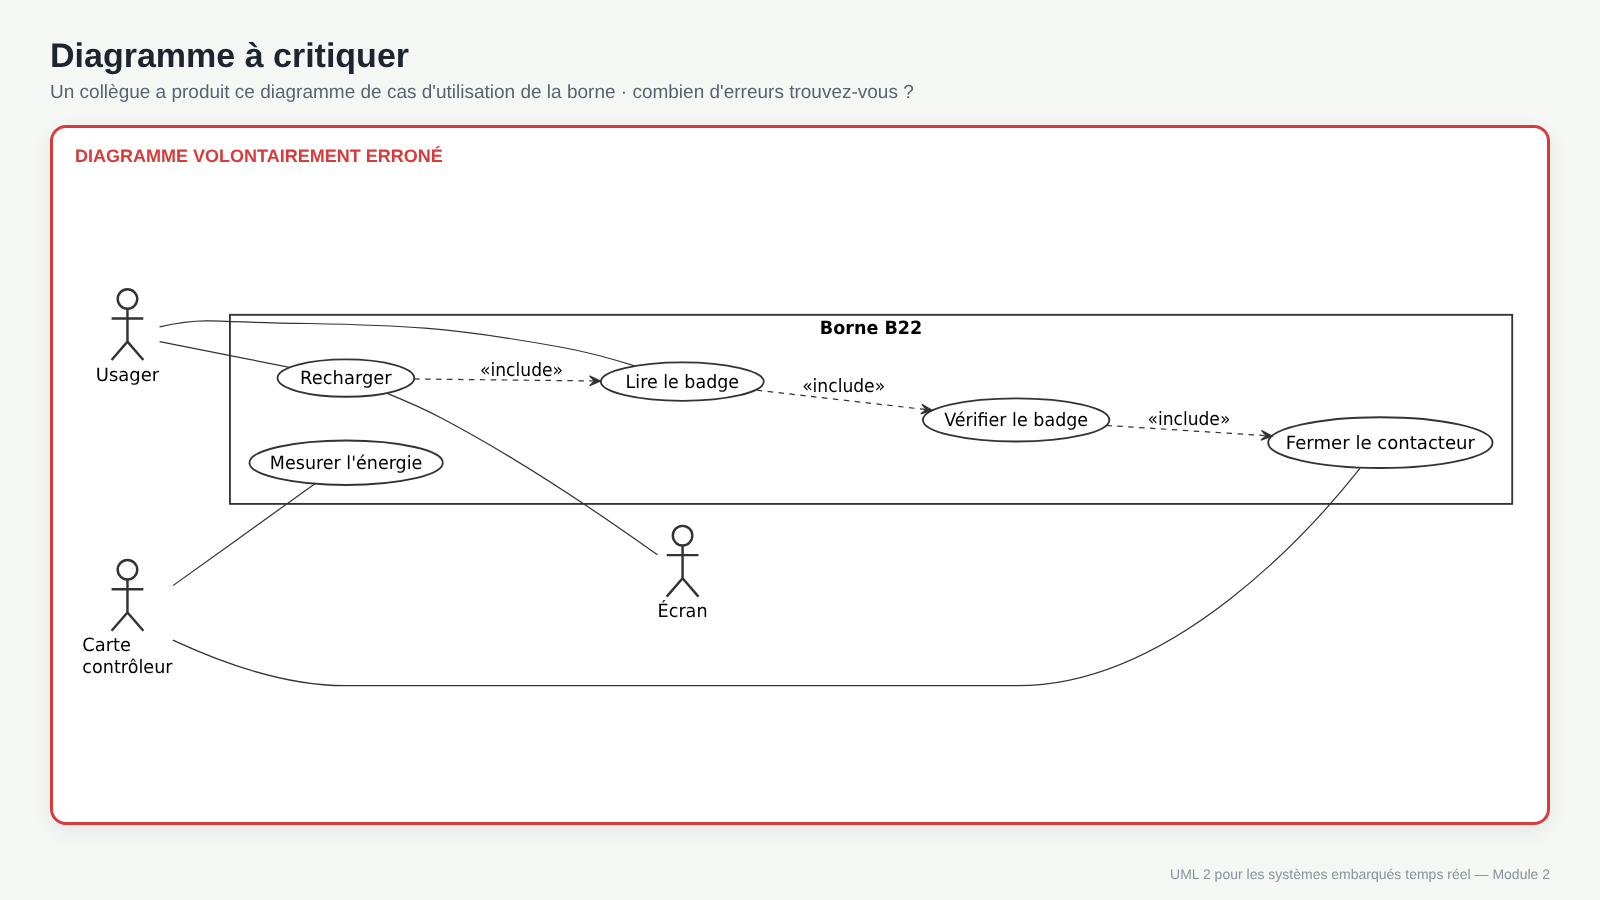 Diagramme à critiquer
Un collègue a produit ce diagramme de cas d'utilisation de la borne · combien d'erreurs trouvez-vous ?
DIAGRAMME VOLONTAIREMENT ERRONÉ
Borne B22
Usager
Recharger
«include»
Lire le badge
«include»
Vérifier le badge
«include»
Fermer le contacteur
Mesurer l'énergie
Écran
Carte
contrôleur
UML 2 pour les systèmes embarqués temps réel — Module 2